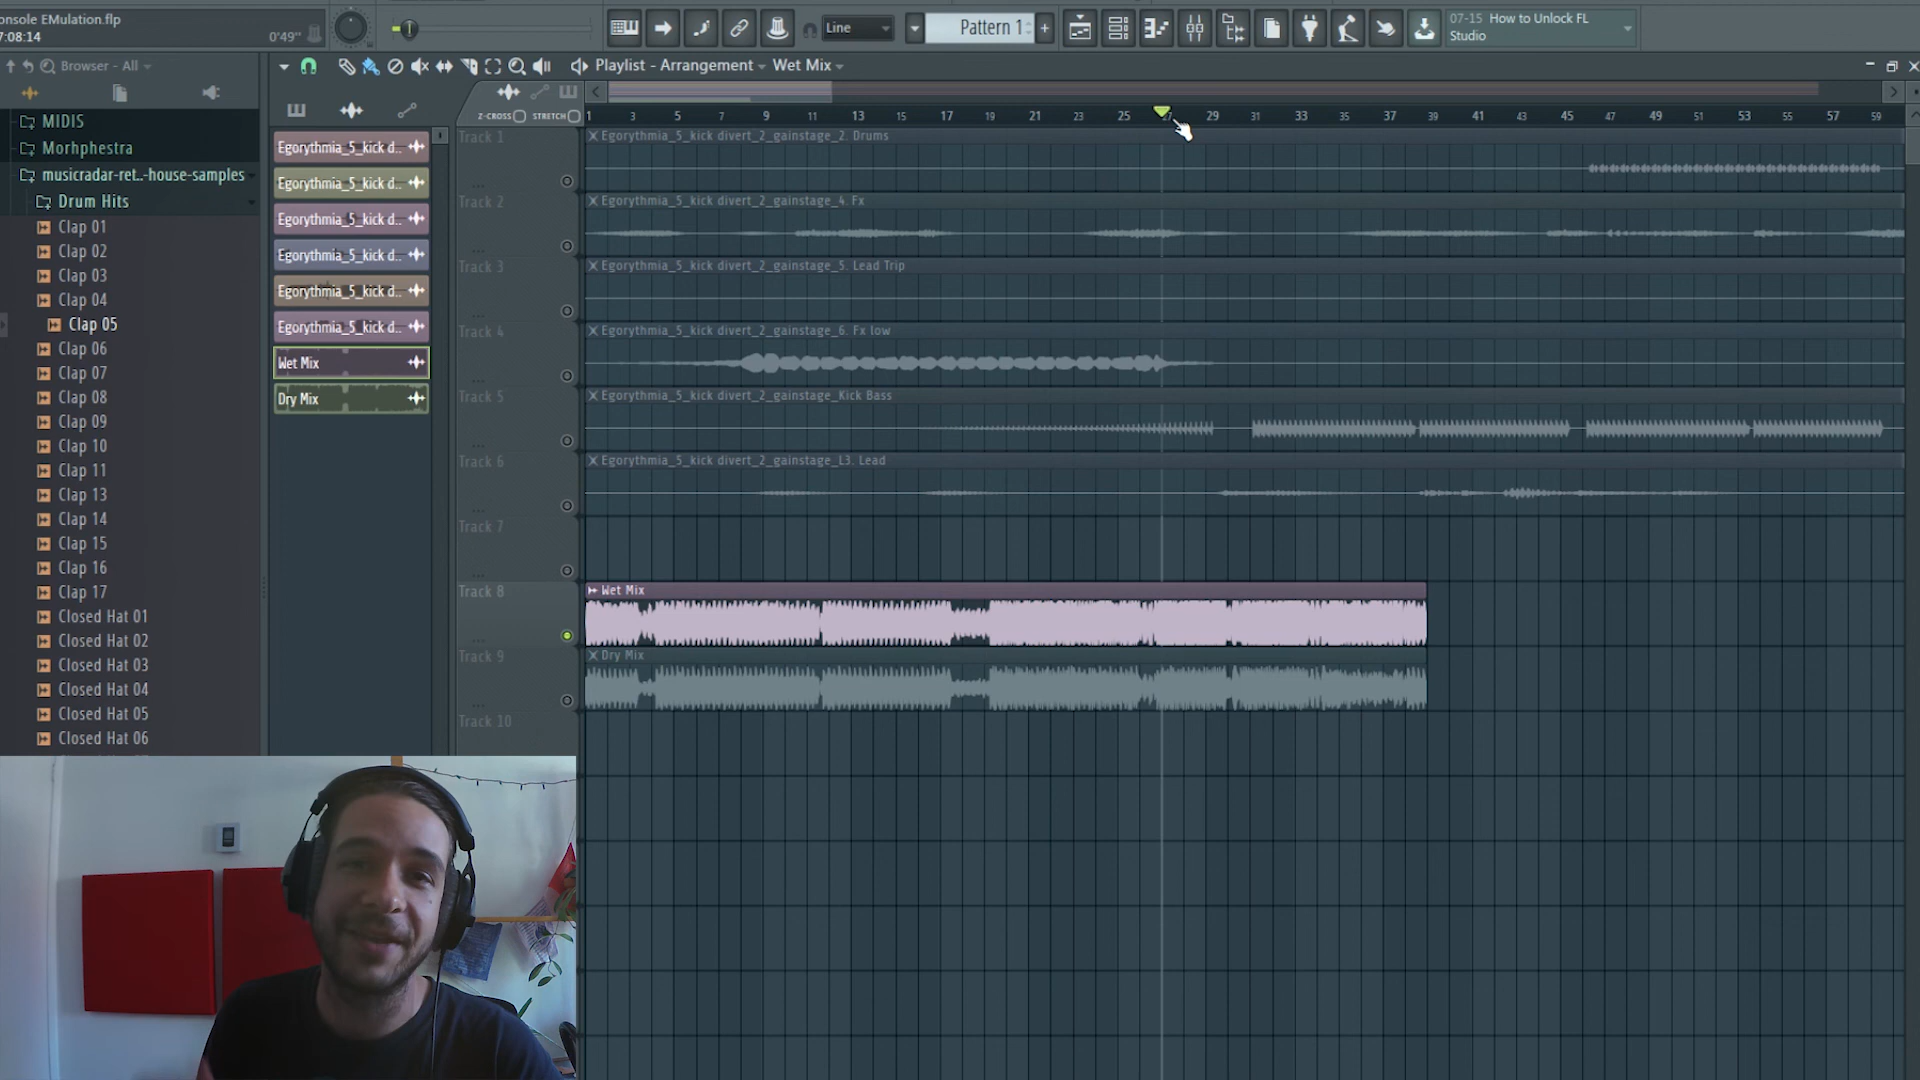 onsole EMulation.flp
7:08:14
0'49"
Line
Pattern 1
+
07-15 How to Unlock FL
Studio
Browser - All
Playlist - Arrangement
Wet Mix
Z-CROSS
STRETCH
1 3 5 7 9 11 13 15 17 19 21 23 25 27 29 31 33 35 37 39 41 43 45 47 49 51 53 55 57 59
MIDIS
Morhphestra
musicradar-ret..-house-samples
Drum Hits
Clap 01
Clap 02
Clap 03
Clap 04
Clap 05
Clap 06
Clap 07
Clap 08
Clap 09
Clap 10
Clap 11
Clap 13
Clap 14
Clap 15
Clap 16
Clap 17
Closed Hat 01
Closed Hat 02
Closed Hat 03
Closed Hat 04
Closed Hat 05
Closed Hat 06
Egorythmia_5_kick d..
Egorythmia_5_kick d..
Egorythmia_5_kick d..
Egorythmia_5_kick d..
Egorythmia_5_kick d..
Egorythmia_5_kick d..
Wet Mix
Dry Mix
Track 1
Egorythmia_5_kick divert_2_gainstage_2. Drums
Track 2
Egorythmia_5_kick divert_2_gainstage_4. Fx
Track 3
Egorythmia_5_kick divert_2_gainstage_5. Lead Trip
Track 4
Egorythmia_5_kick divert_2_gainstage_6. Fx low
Track 5
Egorythmia_5_kick divert_2_gainstage_Kick Bass
Track 6
Egorythmia_5_kick divert_2_gainstage_L3. Lead
Track 7
Track 8
Wet Mix
Track 9
Dry Mix
Track 10